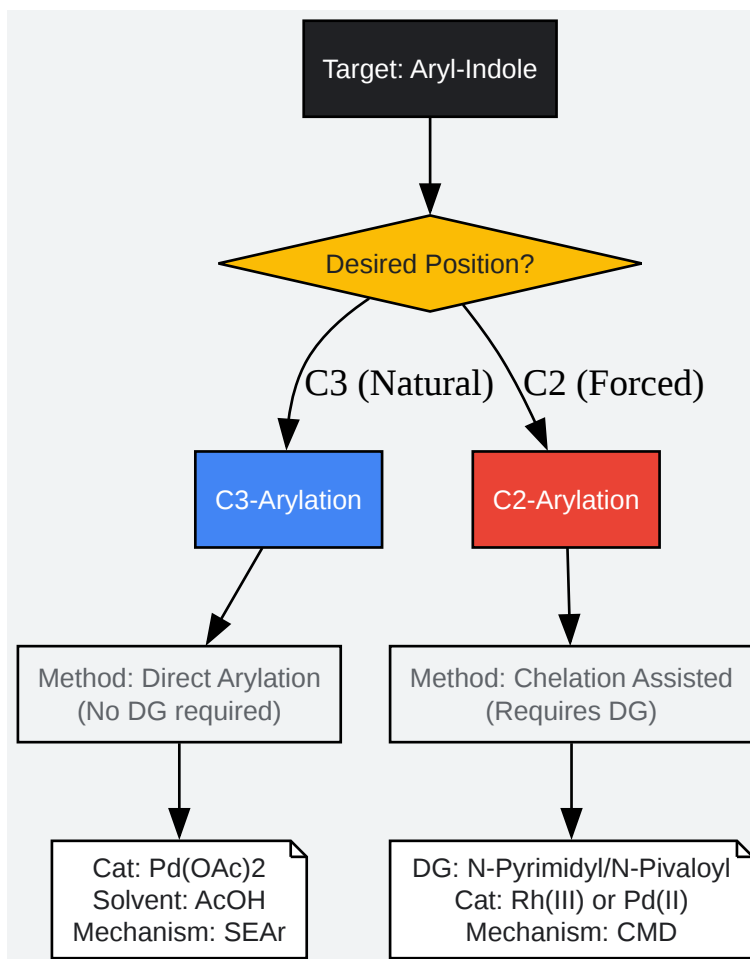 Target: Aryl-Indole
Desired Position?
C3 (Natural)
C2 (Forced)
C3-Arylation
C2-Arylation
Method: Direct Arylation
(No DG required)
Method: Chelation Assisted
(Requires DG)
Cat: Pd(OAc)2
Solvent: AcOH
Mechanism: SEAr
DG: N-Pyrimidyl/N-Pivaloyl
Cat: Rh(III) or Pd(II)
Mechanism: CMD